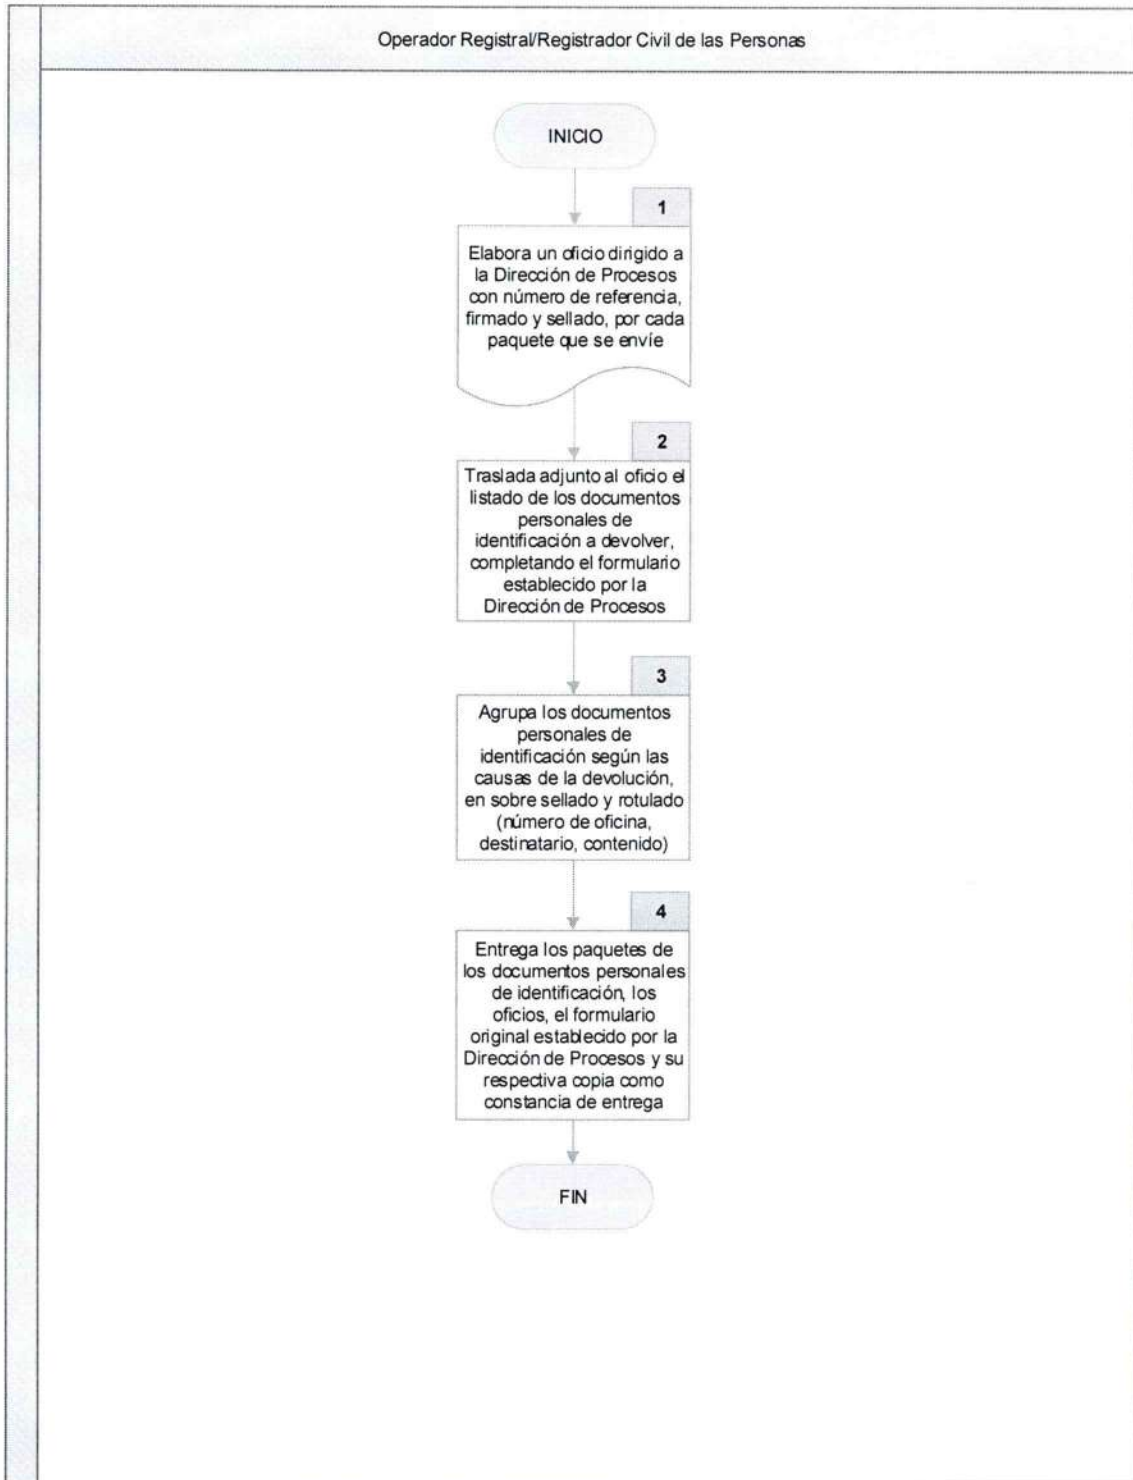 Operador Registral/Registrador Civil de las Personas
INICIO
1
Elabora un oficio dirigido a
la Dirección de Procesos
con número de referencia,
firmado y sellado, por cada
paquete que se envíe
2
Traslada adjunto al oficio el
listado de los documentos
personales de
identificación a devolver,
completando el formulario
establecido por la
Dirección de Procesos
3
Agrupa los documentos
personales de
identificación según las
causas de la devolución,
en sobre sellado y rotulado
(número de oficina,
destinatario, contenido)
4
Entrega los paquetes de
los documentos personales
de identificación, los
oficios, el formulario
original establecido por la
Dirección de Procesos y su
respectiva copia como
constancia de entrega
FIN